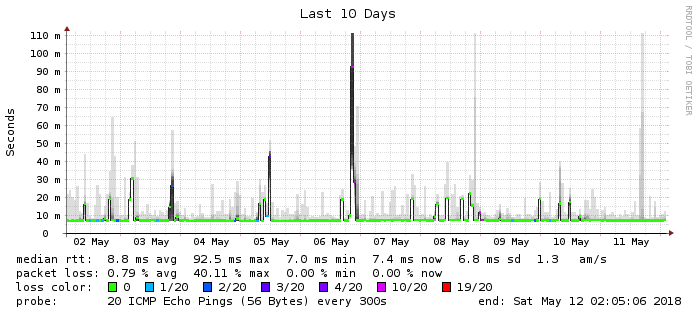 Last 10 Days
RRDTOOL / TOBI OETIKER
Seconds
110 m
100 m
90 m
80 m
70 m
60 m
50 m
40 m
30 m
20 m
10 m
0
02 May 03 May 04 May 05 May 06 May 07 May 08 May 09 May 10 May 11 May
median rtt: 8.8 ms avg 92.5 ms max 7.0 ms min 7.4 ms now 6.8 ms sd 1.3 am/s
packet loss: 0.79 % avg 40.11 % max 0.00 % min 0.00 % now
loss color: 0 1/20 2/20 3/20 4/20 10/20 19/20
probe: 20 ICMP Echo Pings (56 Bytes) every 300s end: Sat May 12 02:05:06 2018